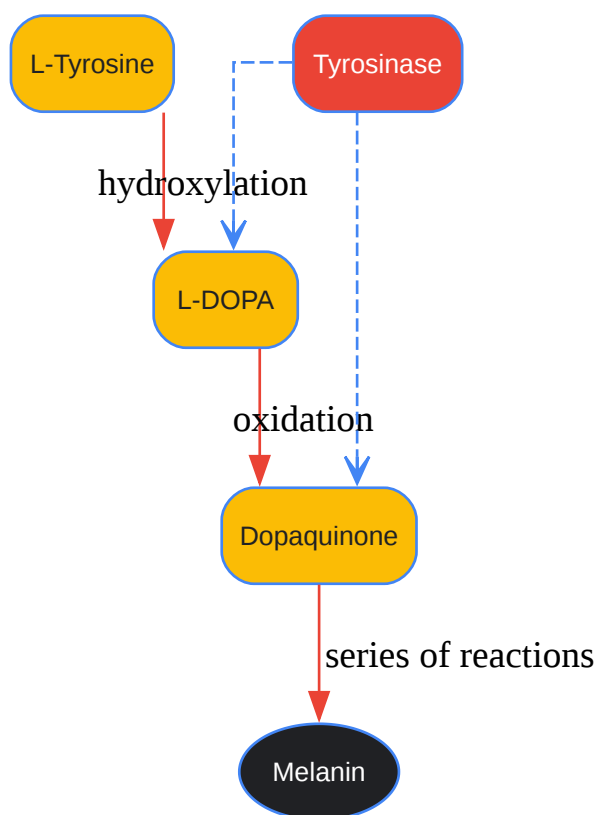 L-Tyrosine
Tyrosinase
hydroxylation
L-DOPA
oxidation
Dopaquinone
series of reactions
Melanin